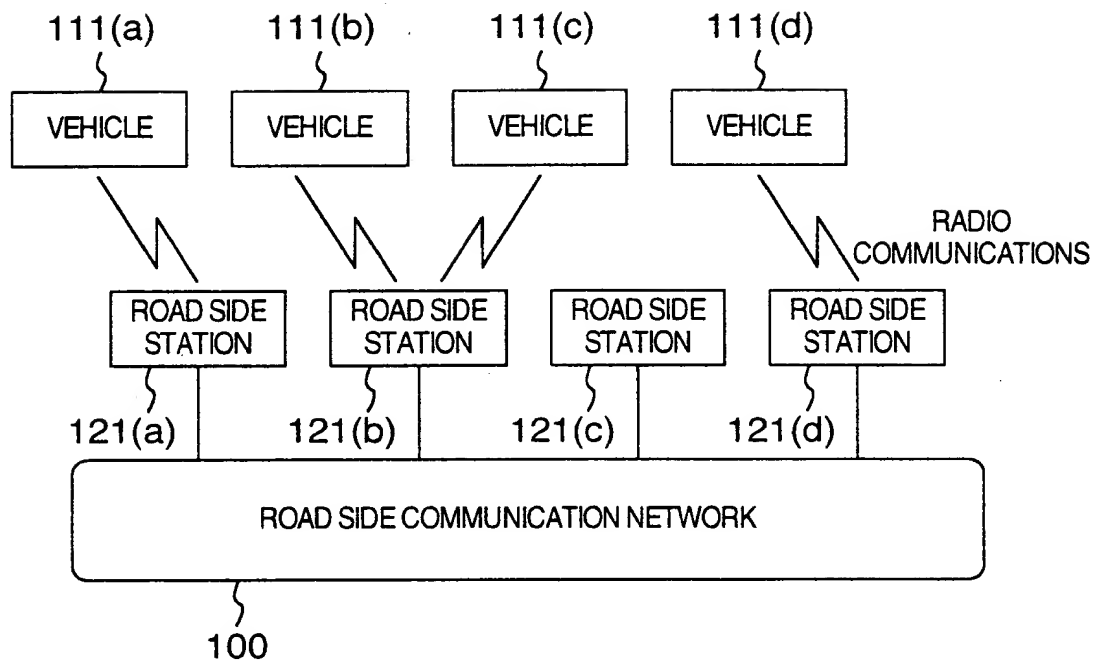 111(a) 111(b) 111(c) 111(d)
VEHICLE VEHICLE VEHICLE VEHICLE
RADIO
COMMUNICATIONS
ROAD SIDE
STATION
ROAD SIDE
STATION
ROAD SIDE
STATION
ROAD SIDE
STATION
121(a) 121(b) 121(c) 121(d)
ROAD SIDE COMMUNICATION NETWORK
100